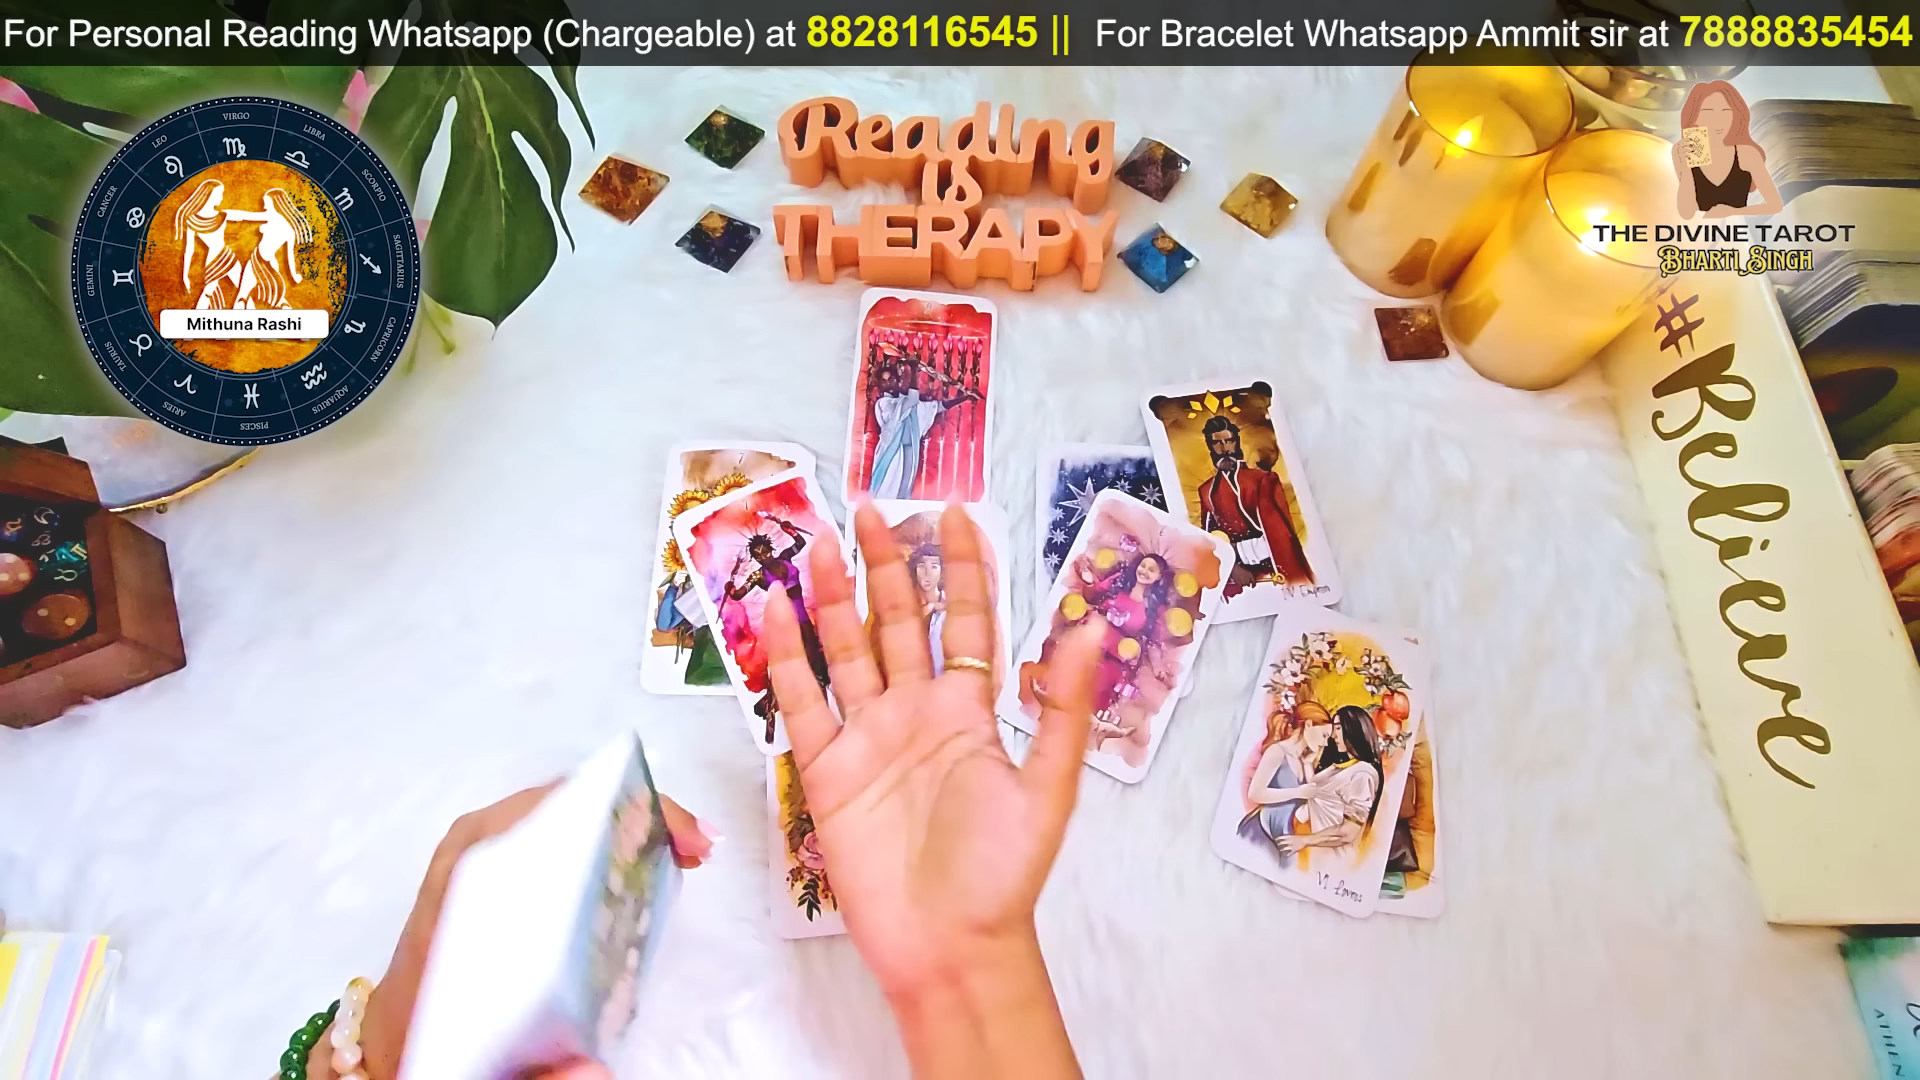 For Personal Reading Whatsapp (Chargeable) at 8828116545 || For Bracelet Whatsapp Ammit sir at 7888835454
VIRGO
LIBRA
SCORPIO
SAGITTARIUS
CAPRICORN
AQUARIUS
PISCES
ARIES
TAURUS
GEMINI
CANCER
LEO
Mithuna Rashi
Reading
is
THERAPY
THE DIVINE TAROT
BHARTI SINGH
#Believe
7
IV Emperor
VI Lovers